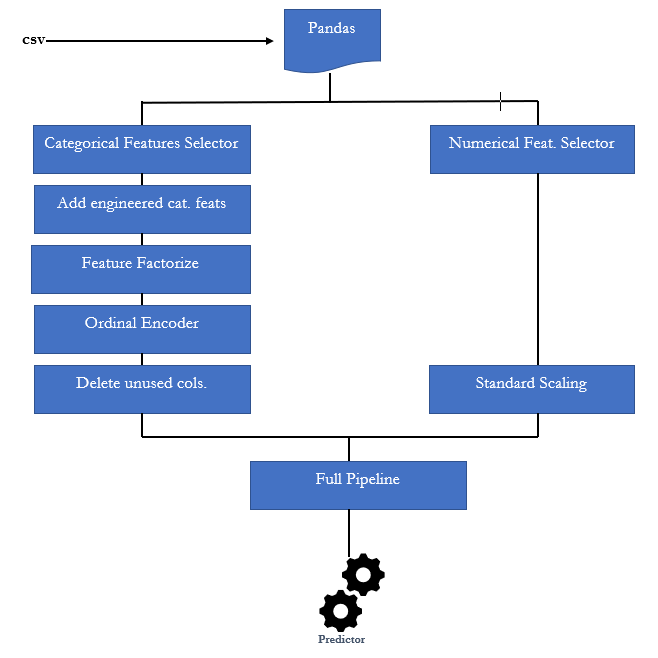 Pandas
csv
Categorical Features Selector
Numerical Feat. Selector
Add engineered cat. feats
Feature Factorize
Ordinal Encoder
Delete unused cols.
Standard Scaling
Full Pipeline
Predictor